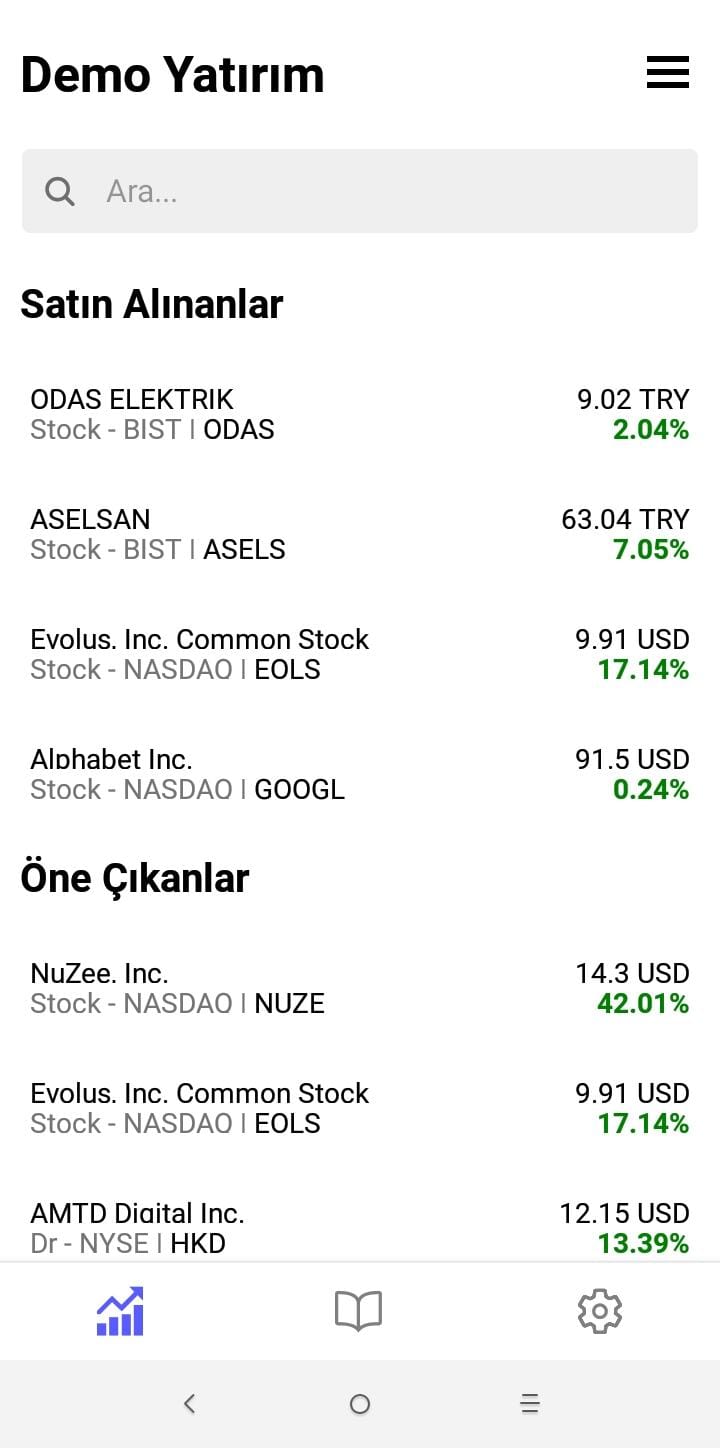 Demo Yatırım
Ara...
Satın Alınanlar
ODAS ELEKTRIK
9.02 TRY
Stock - BIST | ODAS
2.04%
ASELSAN
63.04 TRY
Stock - BIST | ASELS
7.05%
Evolus. Inc. Common Stock
9.91 USD
Stock - NASDAQ | EOLS
17.14%
Alphabet Inc.
91.5 USD
Stock - NASDAQ | GOOGL
0.24%
Öne Çıkanlar
NuZee. Inc.
14.3 USD
Stock - NASDAQ | NUZE
42.01%
Evolus. Inc. Common Stock
9.91 USD
Stock - NASDAQ | EOLS
17.14%
AMTD Digital Inc.
12.15 USD
Dr - NYSE | HKD
13.39%